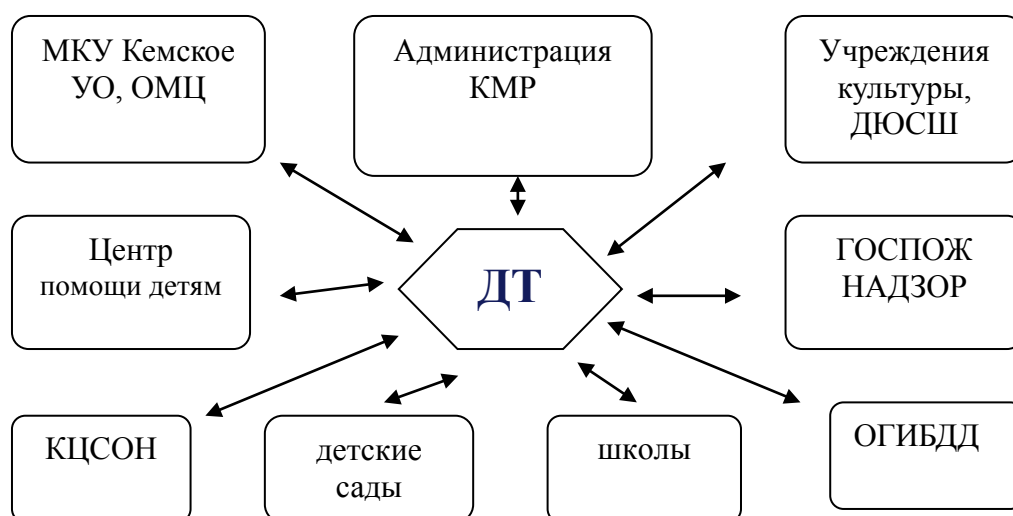 МКУ Кемское
УО, ОМЦ
Администрация
КМР
Учреждения
культуры,
ДЮСШ
Центр
помощи детям
ДТ
ГОСПОЖ
НАДЗОР
КЦСОН
детские
сады
школы
ОГИБДД